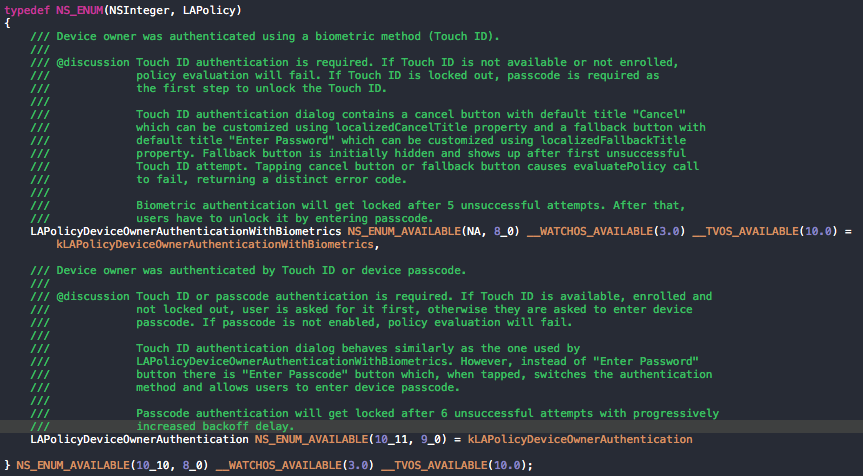 typedef NS_ENUM(NSInteger, LAPolicy)
{
/// Device owner was authenticated using a biometric method (Touch ID).
///
/// @discussion Touch ID authentication is required. If Touch ID is not available or not enrolled,
///             policy evaluation will fail. If Touch ID is locked out, passcode is required as
///             the first step to unlock the Touch ID.
///
///             Touch ID authentication dialog contains a cancel button with default title "Cancel"
///             which can be customized using localizedCancelTitle property and a fallback button with
///             default title "Enter Password" which can be customized using localizedFallbackTitle
///             property. Fallback button is initially hidden and shows up after first unsuccessful
///             Touch ID attempt. Tapping cancel button or fallback button causes evaluatePolicy call
///             to fail, returning a distinct error code.
///
///             Biometric authentication will get locked after 5 unsuccessful attempts. After that,
///             users have to unlock it by entering passcode.
LAPolicyDeviceOwnerAuthenticationWithBiometrics NS_ENUM_AVAILABLE(NA, 8_0) __WATCHOS_AVAILABLE(3.0) __TVOS_AVAILABLE(10.0) =
kLAPolicyDeviceOwnerAuthenticationWithBiometrics,
/// Device owner was authenticated by Touch ID or device passcode.
///
/// @discussion Touch ID or passcode authentication is required. If Touch ID is available, enrolled and
///             not locked out, user is asked for it first, otherwise they are asked to enter device
///             passcode. If passcode is not enabled, policy evaluation will fail.
///
///             Touch ID authentication dialog behaves similarly as the one used by
///             LAPolicyDeviceOwnerAuthenticationWithBiometrics. However, instead of "Enter Password"
///             button there is "Enter Passcode" button which, when tapped, switches the authentication
///             method and allows users to enter device passcode.
///
///             Passcode authentication will get locked after 6 unsuccessful attempts with progressively
///             increased backoff delay.
LAPolicyDeviceOwnerAuthentication NS_ENUM_AVAILABLE(10_11, 9_0) = kLAPolicyDeviceOwnerAuthentication
} NS_ENUM_AVAILABLE(10_10, 8_0) __WATCHOS_AVAILABLE(3.0) __TVOS_AVAILABLE(10.0);